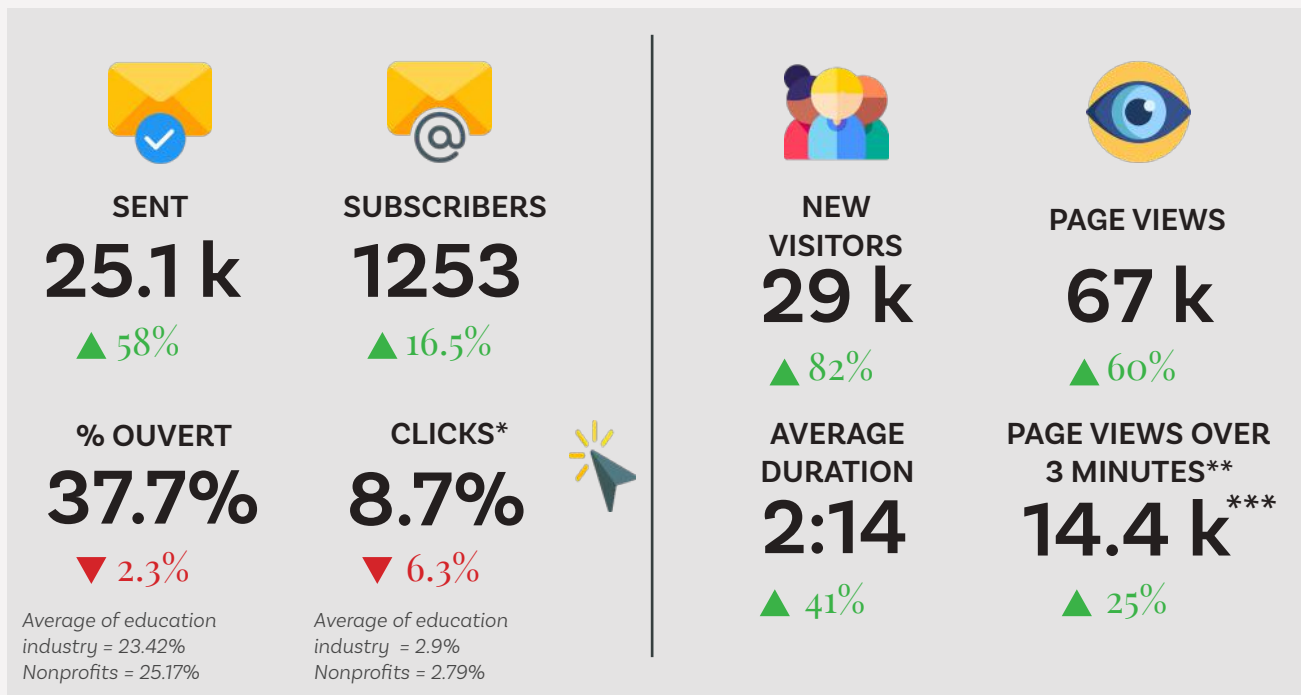 SENT
25.1 k
▲ 58%
SUBSCRIBERS
1253
▲ 16.5%
% OUVERT
37.7%
▼ 2.3%
Average of education
industry = 23.42%
Nonprofits = 25.17%
CLICKS*
8.7%
▼ 6.3%
Average of education
industry = 2.9%
Nonprofits = 2.79%
NEW
VISITORS
29 k
▲ 82%
PAGE VIEWS
67 k
▲ 60%
AVERAGE
DURATION
2:14
▲ 41%
PAGE VIEWS OVER
3 MINUTES**
14.4 k***
▲ 25%